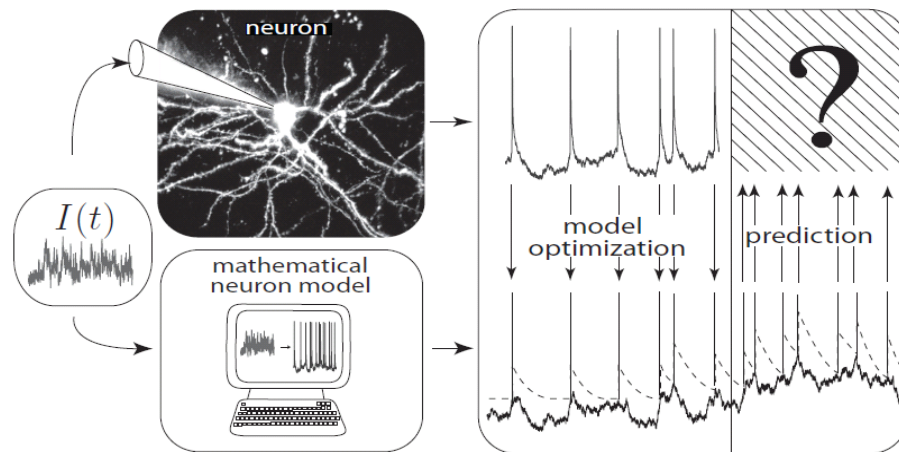 neuron
I(t)
mathematical
neuron model
model
optimization
prediction
?